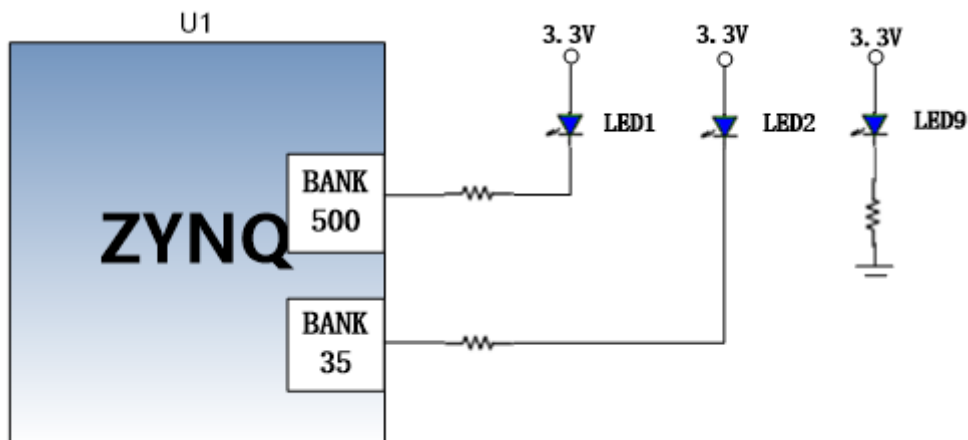 U1
3.3V
3.3V
3.3V
LED1
LED2
LED9
BANK
500
ZYNQ
BANK
35